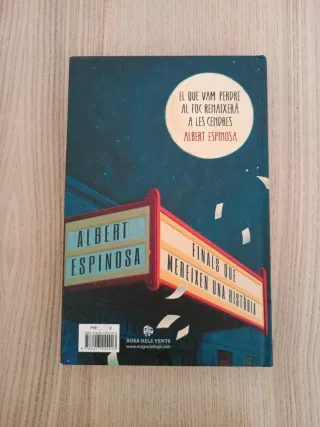 EL QUE VAM PERDRE
AL FOC RENAIXERÀ
A LES CENDRES
ALBERT ESPINOSA
ALBERT
ESPINOSA
FINALS QUE
MEREIXEN UNA HISTÒRIA
PVP
ROSA DELS VENTS